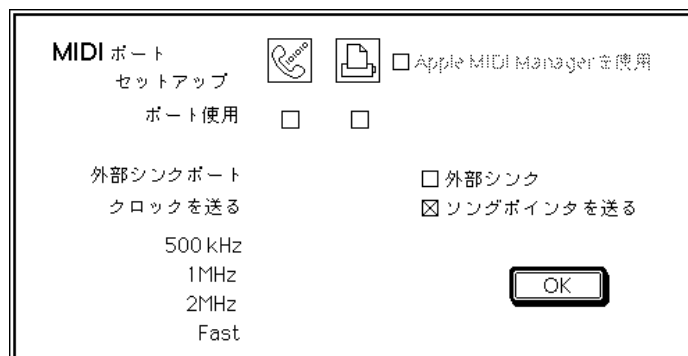 MIDI ポート
セットアップ
Apple MIDI Managerを使用
ポート使用
外部シンクポート
外部シンク
クロックを送る
ソングポインタを送る
500 kHz
1MHz
2MHz
Fast
OK